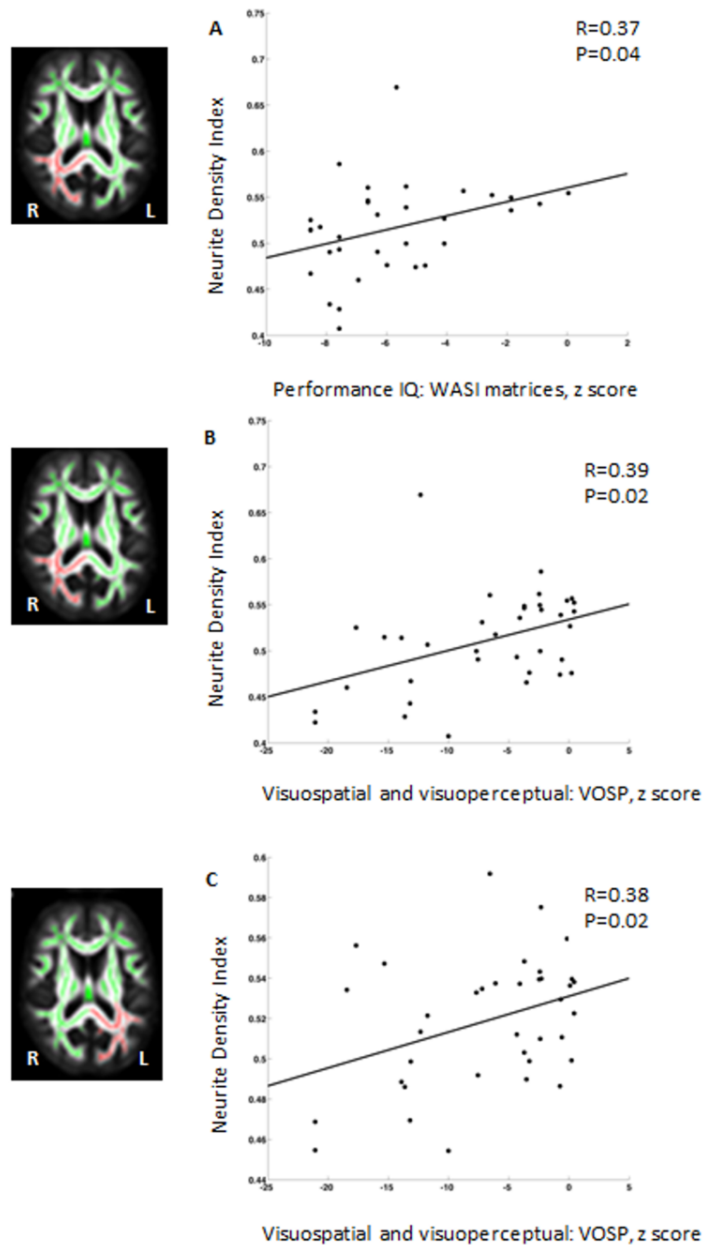 A
R=0.37
P=0.04
0.75
0.7
0.65
0.6
0.55
0.5
0.45
0.4
Neurite Density Index
R L
-10 -8 -6 -4 -2 0 2
Performance IQ: WASI matrices, z score
B
R=0.39
P=0.02
0.75
0.7
0.65
0.6
0.55
0.5
0.45
0.4
Neurite Density Index
R L
-25 -20 -15 -10 -5 0 5
Visuospatial and visuoperceptual: VOSP, z score
C
R=0.38
P=0.02
0.6
0.58
0.56
0.54
0.52
0.5
0.48
0.46
0.44
Neurite Density Index
R L
-25 -20 -15 -10 -5 0 5
Visuospatial and visuoperceptual: VOSP, z score